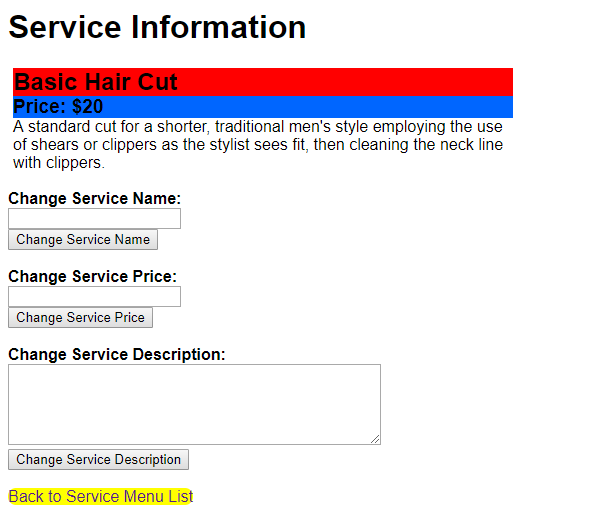 Service Information
Basic Hair Cut
Price: $20
A standard cut for a shorter, traditional men's style employing the use
of shears or clippers as the stylist sees fit, then cleaning the neck line
with clippers.
Change Service Name:
Change Service Name
Change Service Price:
Change Service Price
Change Service Description:
Change Service Description
Back to Service Menu List